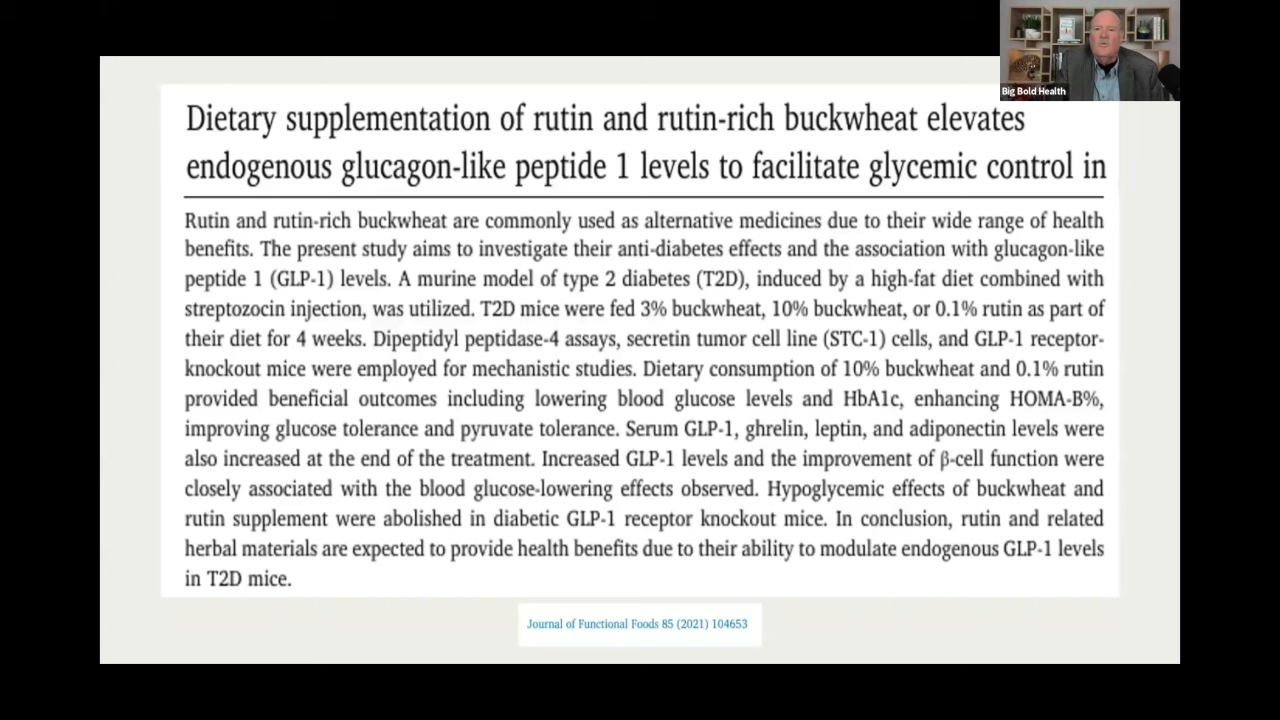 Big Bold Health
Dietary supplementation of rutin and rutin-rich buckwheat elevates
endogenous glucagon-like peptide 1 levels to facilitate glycemic control in
Rutin and rutin-rich buckwheat are commonly used as alternative medicines due to their wide range of health
benefits. The present study aims to investigate their anti-diabetes effects and the association with glucagon-like
peptide 1 (GLP-1) levels. A murine model of type 2 diabetes (T2D), induced by a high-fat diet combined with
streptozocin injection, was utilized. T2D mice were fed 3% buckwheat, 10% buckwheat, or 0.1% rutin as part of
their diet for 4 weeks. Dipeptidyl peptidase-4 assays, secretin tumor cell line (STC-1) cells, and GLP-1 receptor-
knockout mice were employed for mechanistic studies. Dietary consumption of 10% buckwheat and 0.1% rutin
provided beneficial outcomes including lowering blood glucose levels and HbA1c, enhancing HOMA-B%,
improving glucose tolerance and pyruvate tolerance. Serum GLP-1, ghrelin, leptin, and adiponectin levels were
also increased at the end of the treatment. Increased GLP-1 levels and the improvement of β-cell function were
closely associated with the blood glucose-lowering effects observed. Hypoglycemic effects of buckwheat and
rutin supplement were abolished in diabetic GLP-1 receptor knockout mice. In conclusion, rutin and related
herbal materials are expected to provide health benefits due to their ability to modulate endogenous GLP-1 levels
in T2D mice.
Journal of Functional Foods 85 (2021) 104653